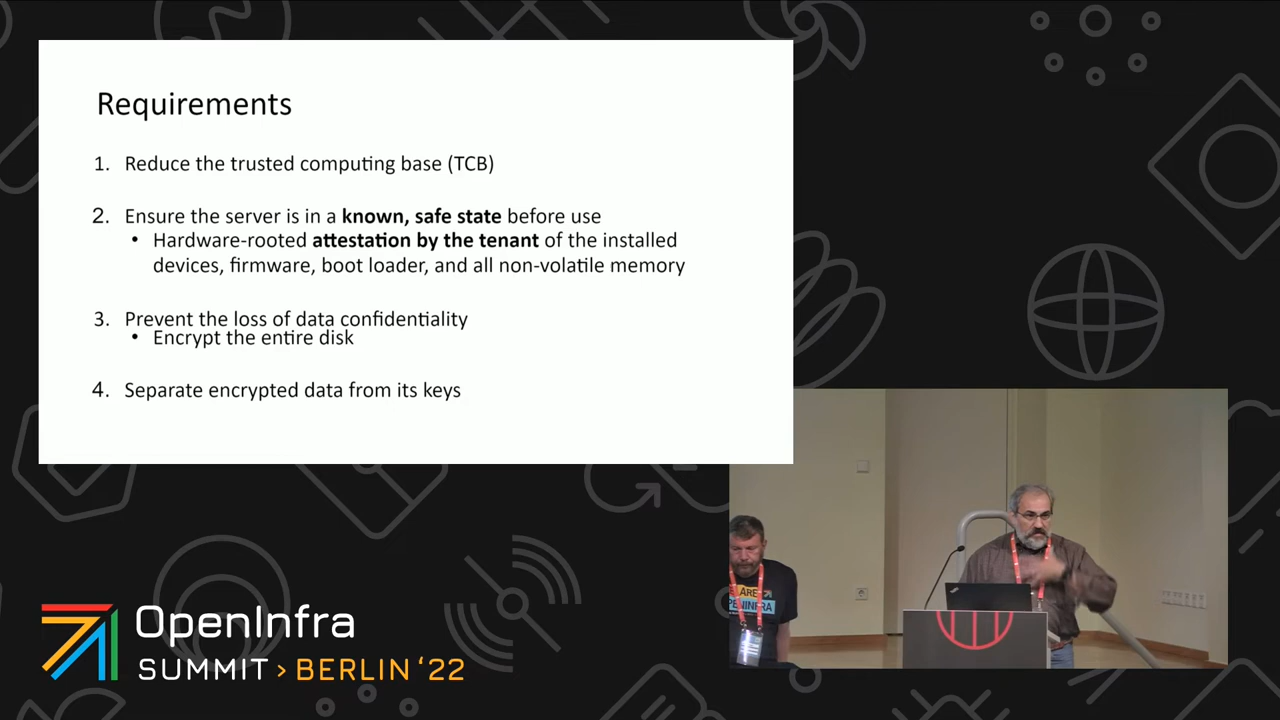 Requirements
1. Reduce the trusted computing base (TCB)
2. Ensure the server is in a known, safe state before use
• Hardware-rooted attestation by the tenant of the installed
devices, firmware, boot loader, and all non-volatile memory
3. Prevent the loss of data confidentiality
• Encrypt the entire disk
4. Separate encrypted data from its keys
OpenInfra
SUMMIT > BERLIN ‘22